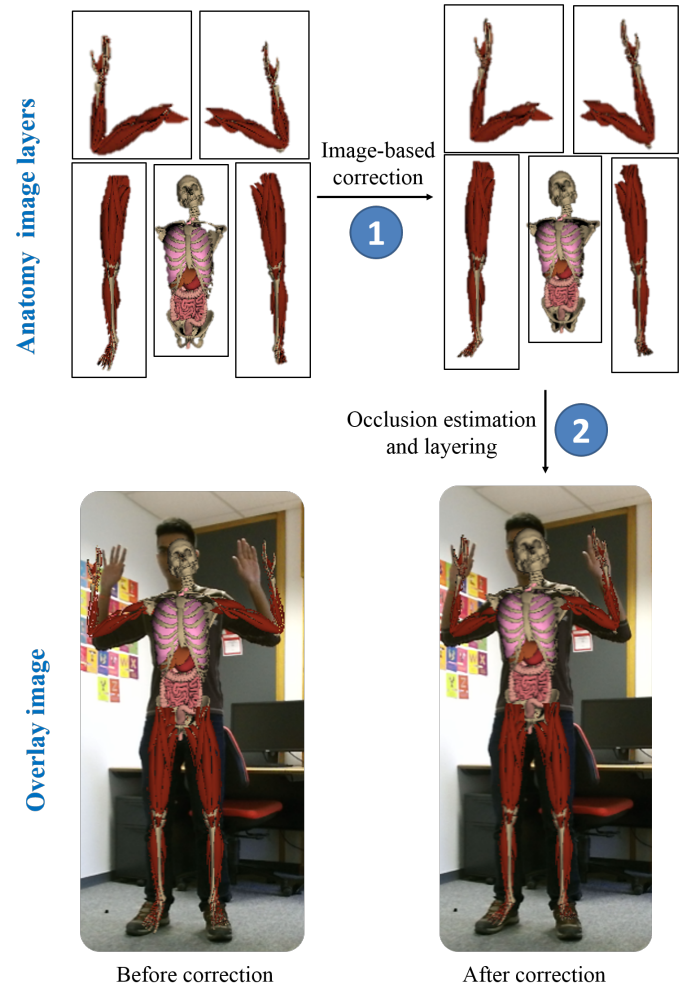 Anatomy image layers
Image-based
correction
1
Occlusion estimation
and layering
2
Overlay image
Before correction
After correction